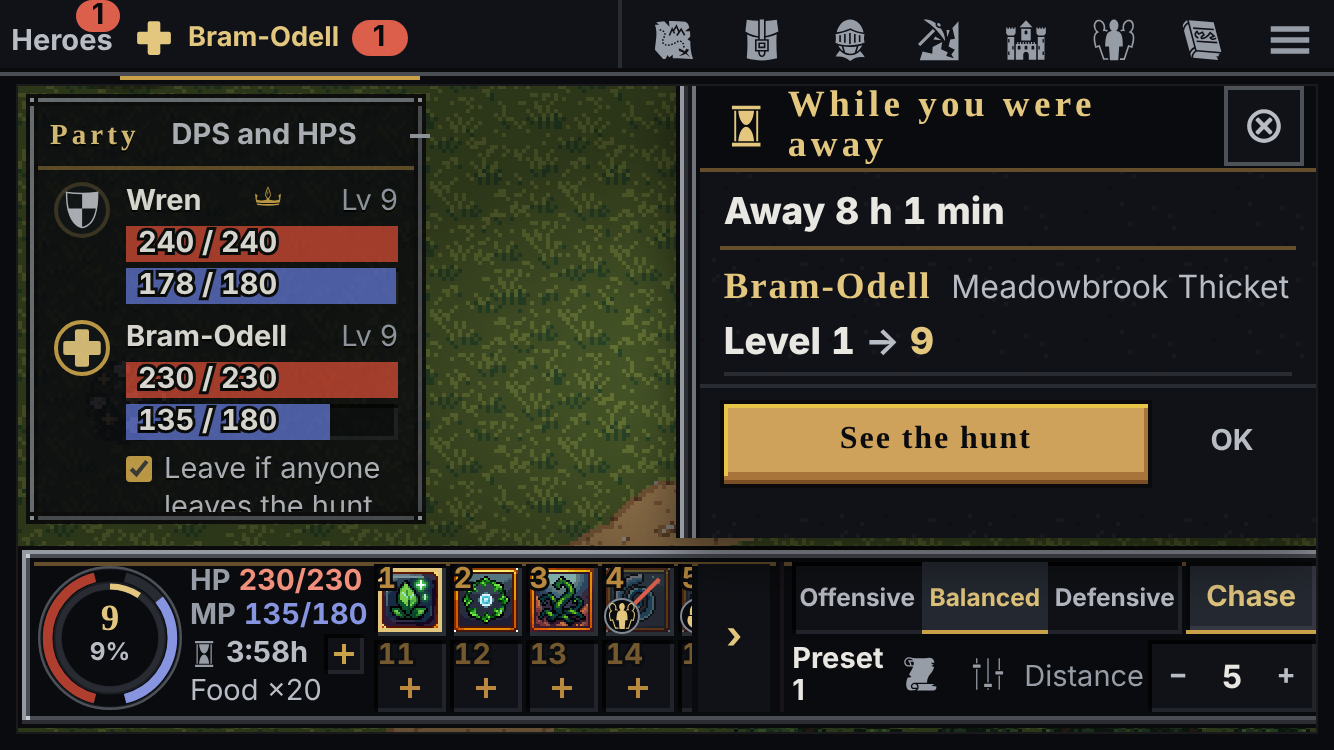 1
Heroes
Bram-Odell 1
Party DPS and HPS
Wren Lv 9
240 / 240
178 / 180
Bram-Odell Lv 9
230 / 230
135 / 180
Leave if anyone
leaves the hunt
While you were
away
Away 8 h 1 min
Bram-Odell Meadowbrook Thicket
Level 1 → 9
See the hunt OK
9
9%
HP 230/230
MP 135/180
3:58h +
Food ×20
1 2 3 4 5
11 12 13 14 1
+ + + +
›
Offensive Balanced Defensive Chase
Preset
1
Distance − 5 +